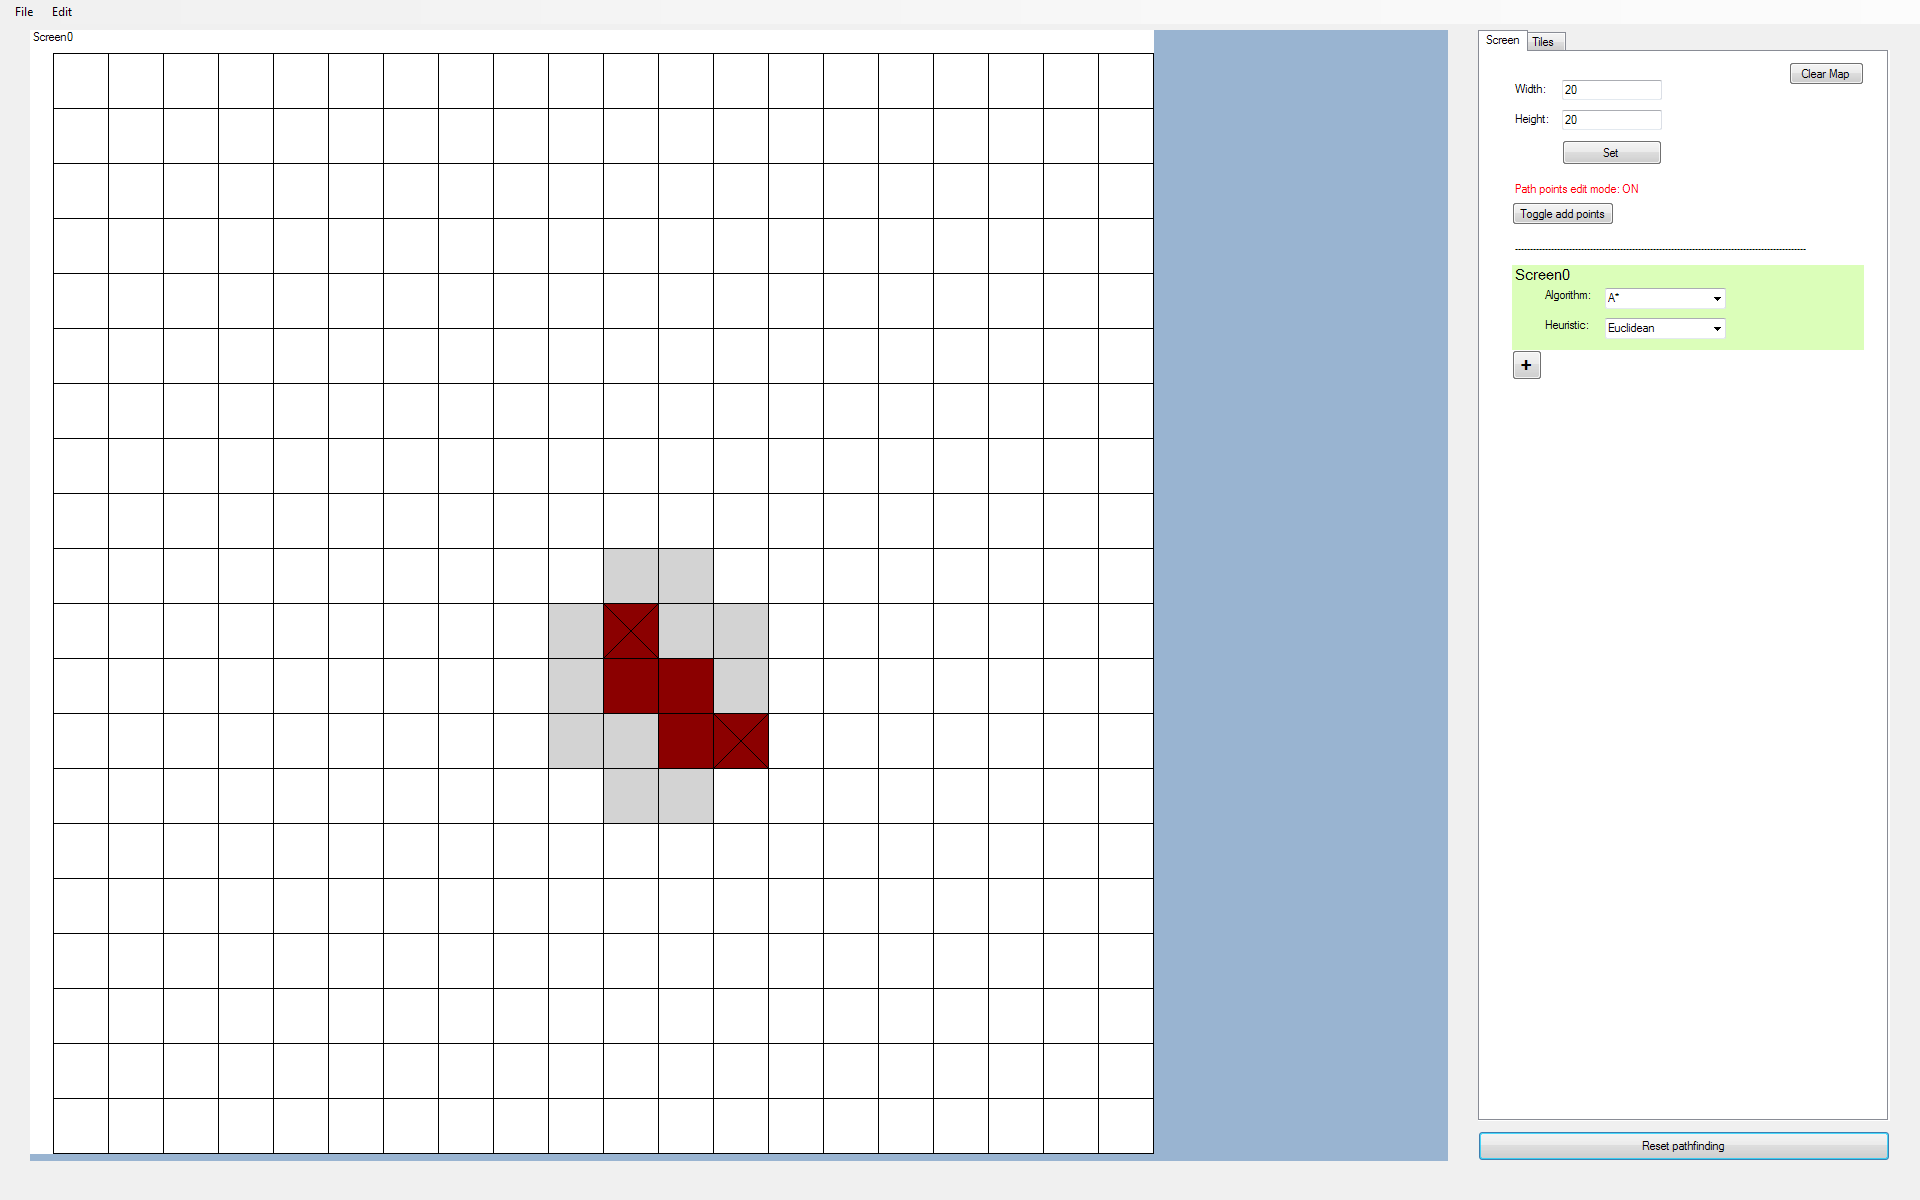 File Edit
Screen0
Screen Tiles
Clear Map
Width: 20
Height: 20
Set
Path points edit mode: ON
Toggle add points
Screen0
Algorithm: A*
Heuristic: Euclidean
+
Reset pathfinding